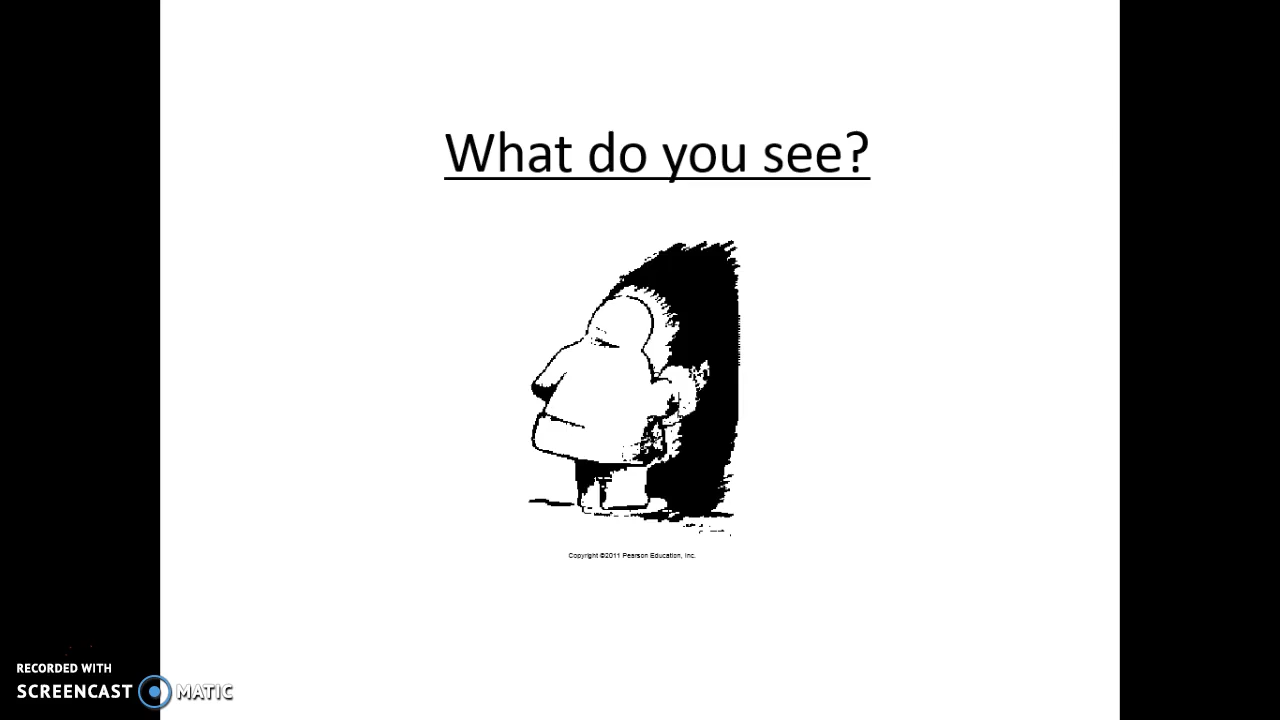 What do you see?
Copyright ©2011 Pearson Education, Inc.
RECORDED WITH
SCREENCAST MATIC